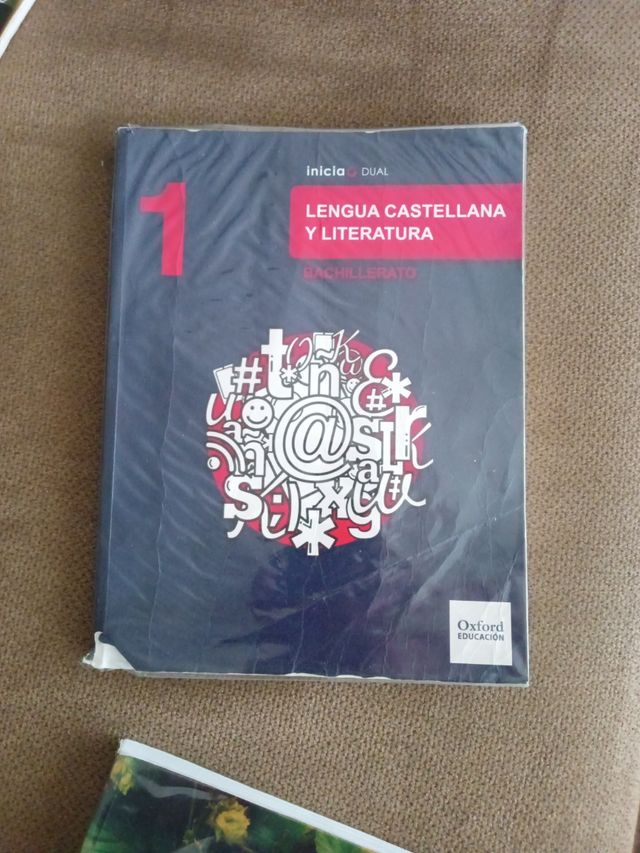 inicia DUAL
1
LENGUA CASTELLANA
Y LITERATURA
BACHILLERATO
Oxford
EDUCACIÓN